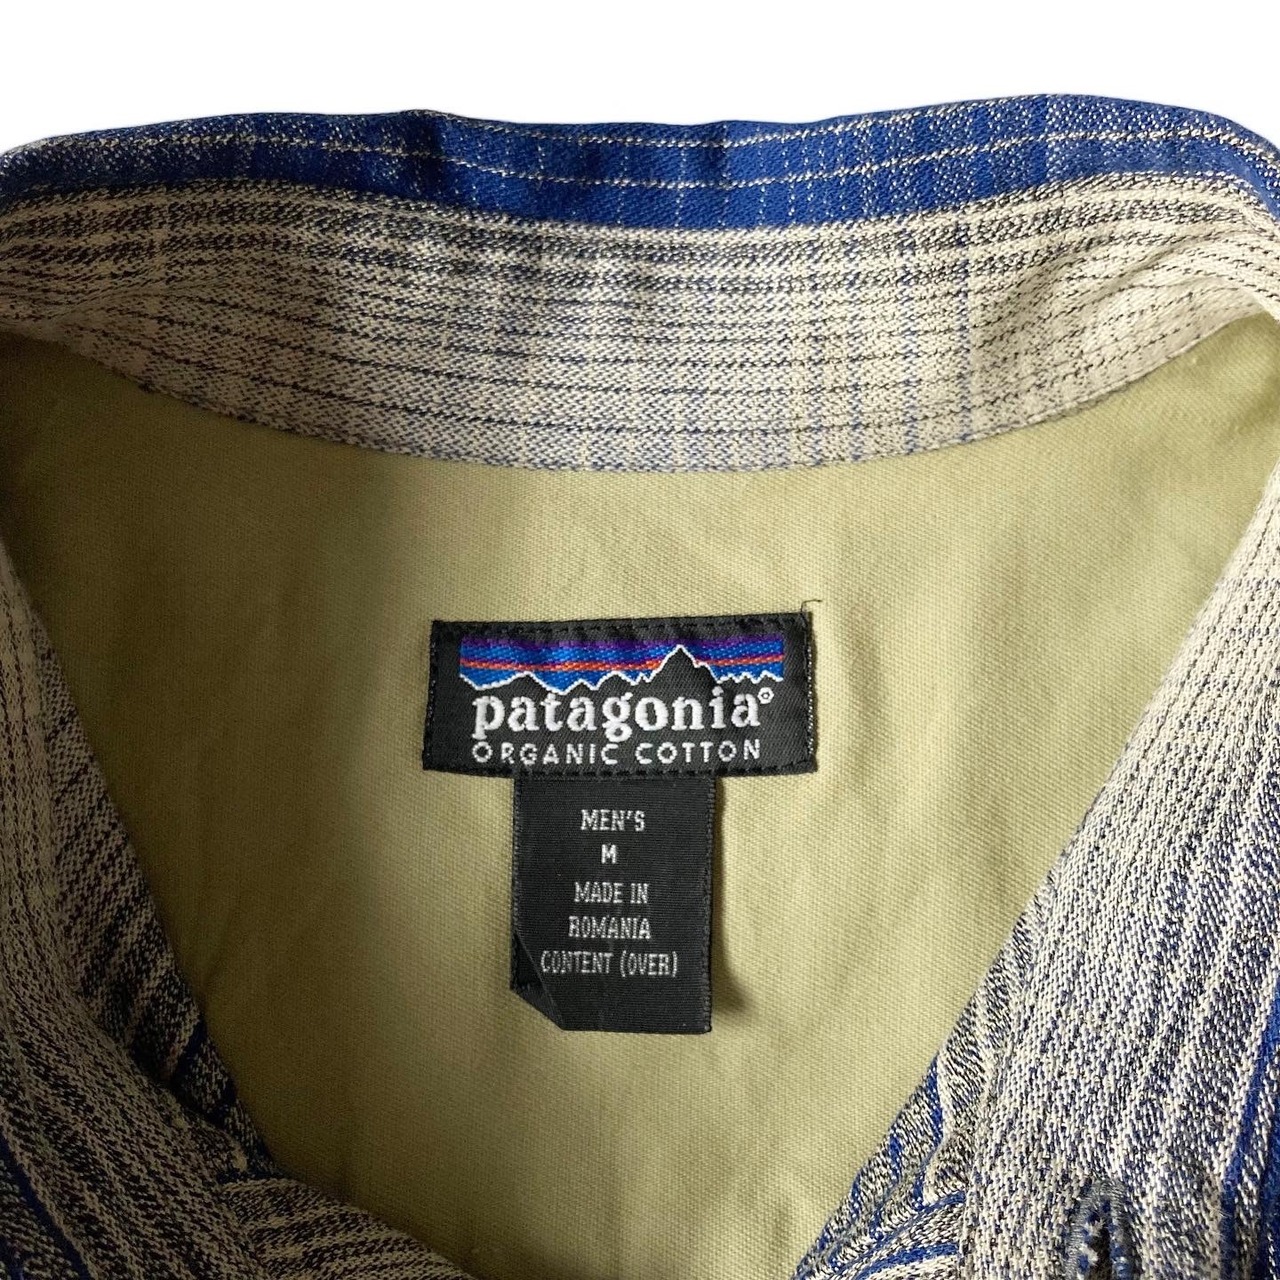 patagonia®
ORGANIC COTTON
MEN'S
M
MADE IN
ROMANIA
CONTENT (OVER)